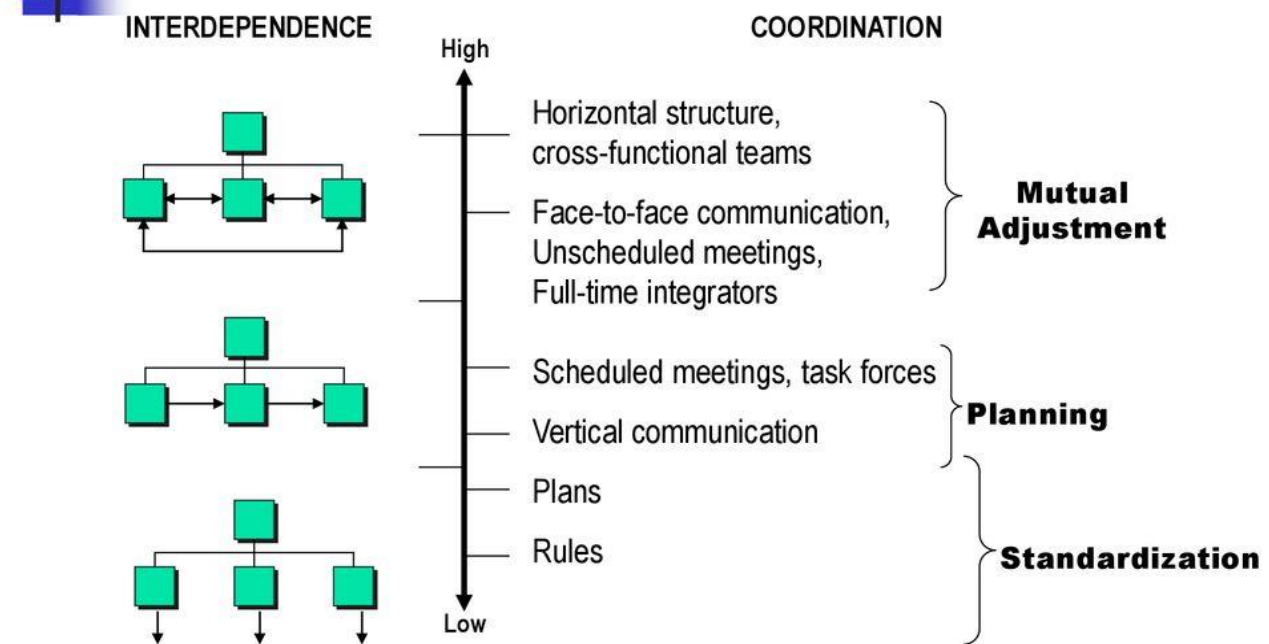 INTERDEPENDENCE
COORDINATION
High
Horizontal structure,
cross-functional teams
Mutual
Adjustment
Face-to-face communication,
Unscheduled meetings,
Full-time integrators
Scheduled meetings, task forces
Planning
Vertical communication
Plans
Rules
Standardization
Low